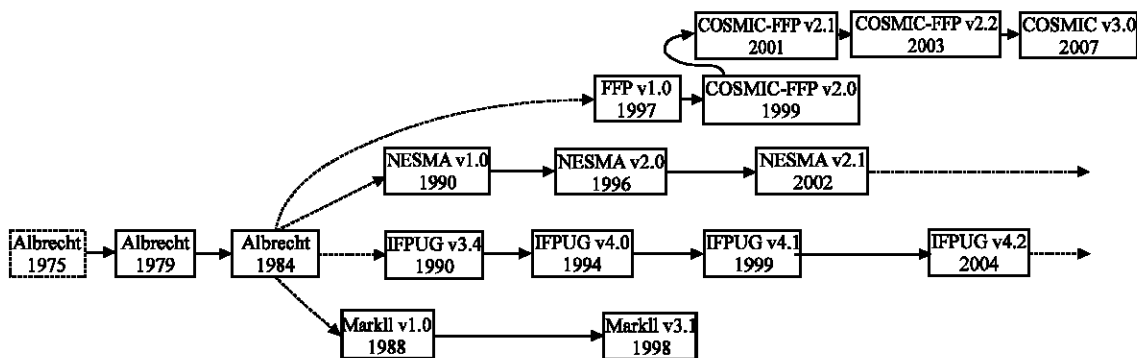 COSMIC-FFP v2.1
2001
COSMIC-FFP v2.2
2003
COSMIC v3.0
2007
FFP v1.0
1997
COSMIC-FFP v2.0
1999
NESMA v1.0
1990
NESMA v2.0
1996
NESMA v2.1
2002
Albrecht
1975
Albrecht
1979
Albrecht
1984
IFPUG v3.4
1990
IFPUG v4.0
1994
IFPUG v4.1
1999
IFPUG v4.2
2004
Markll v1.0
1988
Markll v3.1
1998